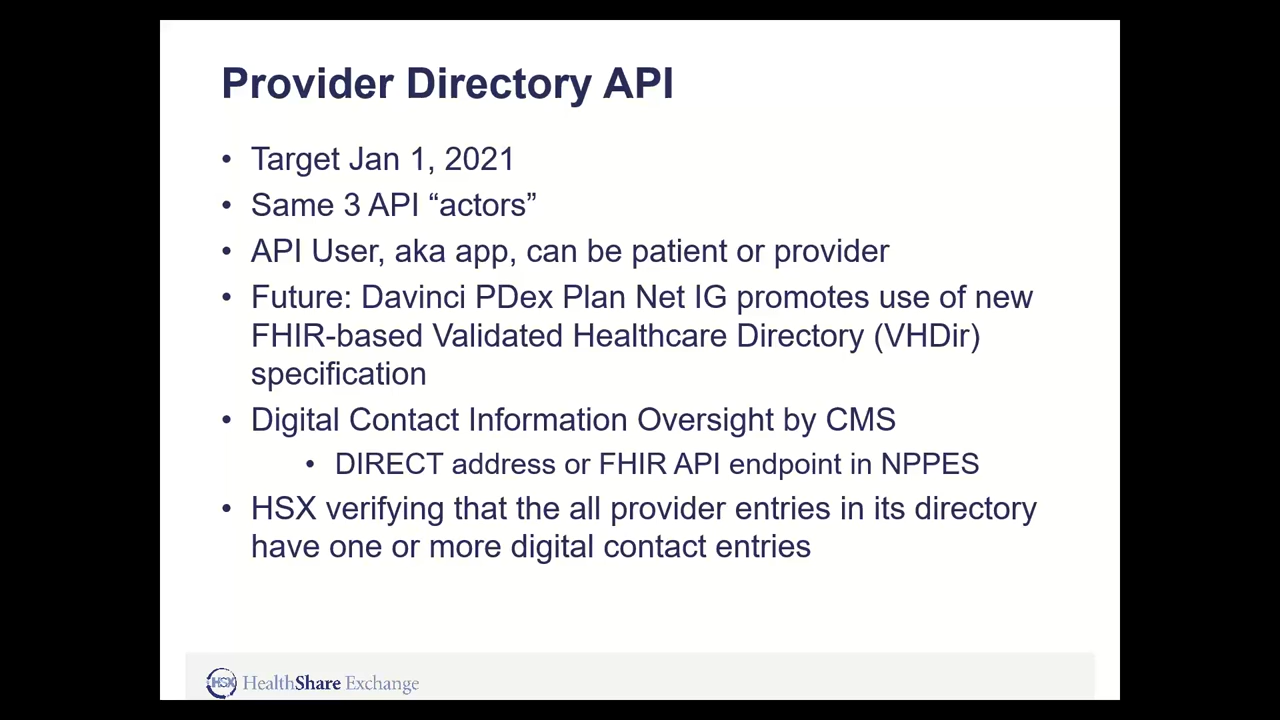 Provider Directory API
• Target Jan 1, 2021
• Same 3 API “actors”
• API User, aka app, can be patient or provider
• Future: Davinci PDex Plan Net IG promotes use of new
FHIR-based Validated Healthcare Directory (VHDir)
specification
• Digital Contact Information Oversight by CMS
• DIRECT address or FHIR API endpoint in NPPES
• HSX verifying that the all provider entries in its directory
have one or more digital contact entries
HSX HealthShare Exchange